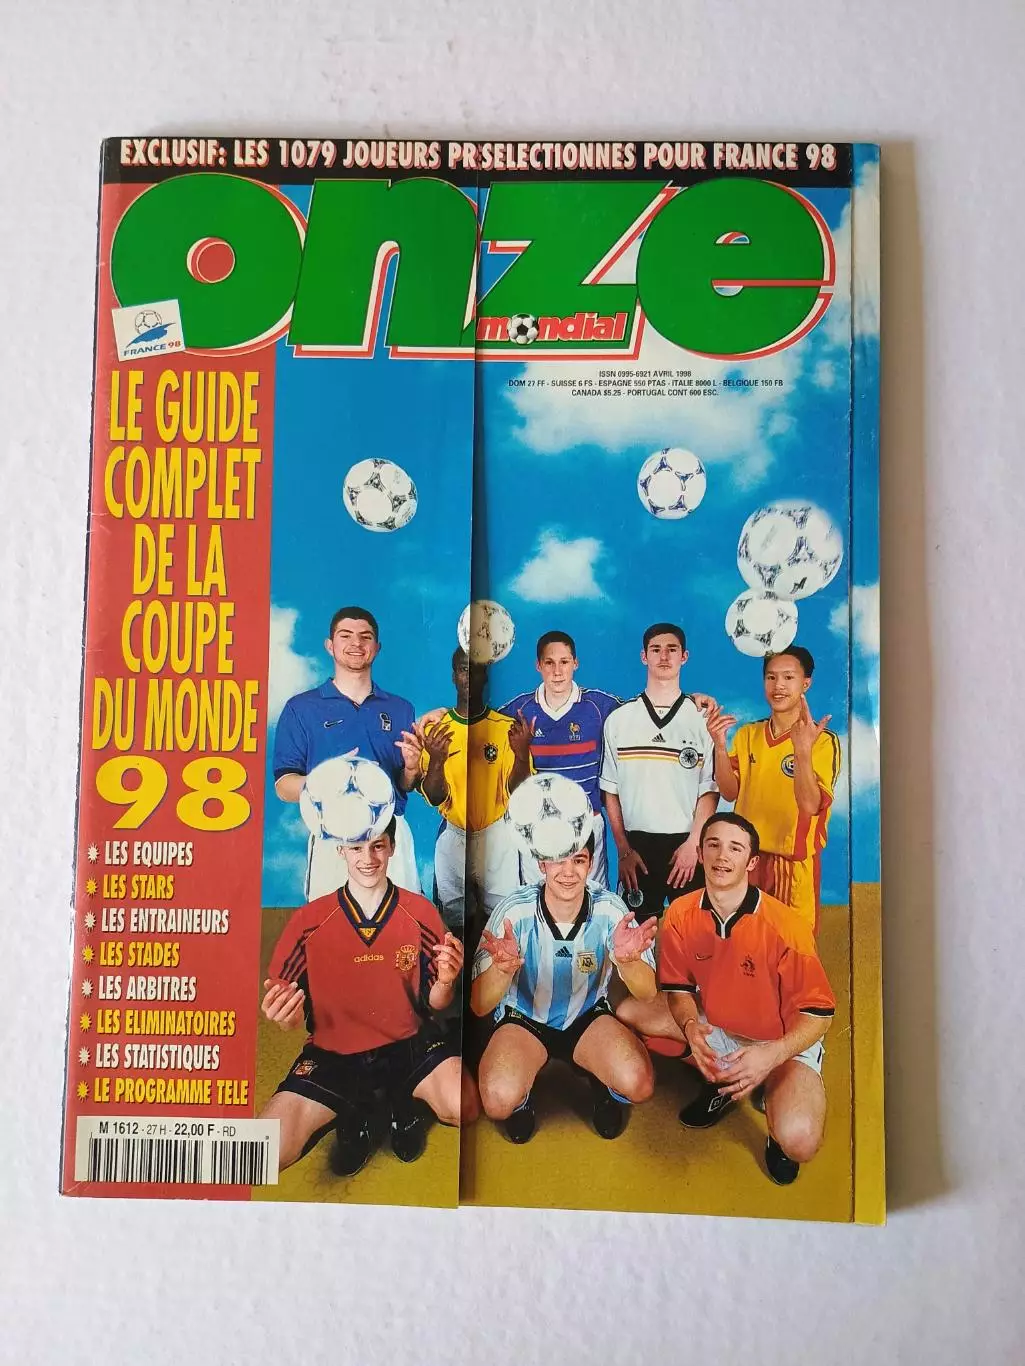 EXCLUSIF: LES 1079 JOUEURS PRSELECTIONNES POUR FRANCE 98
onze
mondial
FRANCE 98
ISSN 0995-6921 AVRIL 1998
DOM 27 FF - SUISSE 6 FS - ESPAGNE 550 PTAS - ITALIE 8000 L - BELGIQUE 150 FB
CANADA $5.25 - PORTUGAL CONT 600 ESC.
LE GUIDE
COMPLET
DE LA
COUPE
DU MONDE
98
LES EQUIPES
LES STARS
LES ENTRAINEURS
LES STADES
LES ARBITRES
LES ELIMINATOIRES
LES STATISTIQUES
LE PROGRAMME TELE
adidas
M 1612 - 27 H - 22,00 F - RD